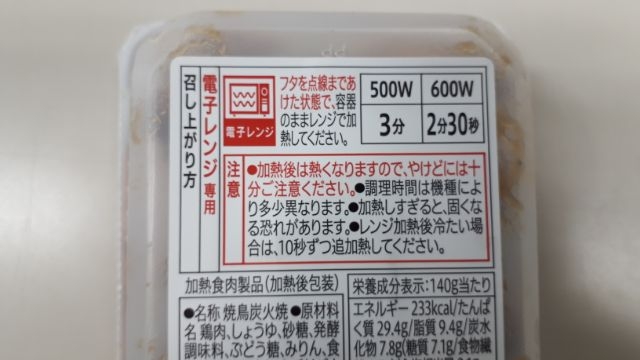 召し上がり方
電子レンジ専用
電子レンジ
フタを点線まであ
けた状態で、容器
のままレンジで加
熱してください。
500W 600W
3分 2分30秒
注意
●加熱後は熱くなりますので、やけどには十
分ご注意ください。●調理時間は機種によ
り多少異なります。●加熱しすぎると、固くな
る恐れがあります。●レンジ加熱後冷たい場
合は、10秒ずつ追加熱してください。
加熱食肉製品(加熱後包装)
●名称 焼鳥炭火焼 ●原材料
名 鶏肉、しょうゆ、砂糖、発酵
調味料、ぶどう糖、みりん、食
栄養成分表示:140g当たり
エネルギー 233kcal/たんぱ
く質 29.4g/脂質 9.4g/炭水
化物 7.8g(糖質 7.1g/食物繊